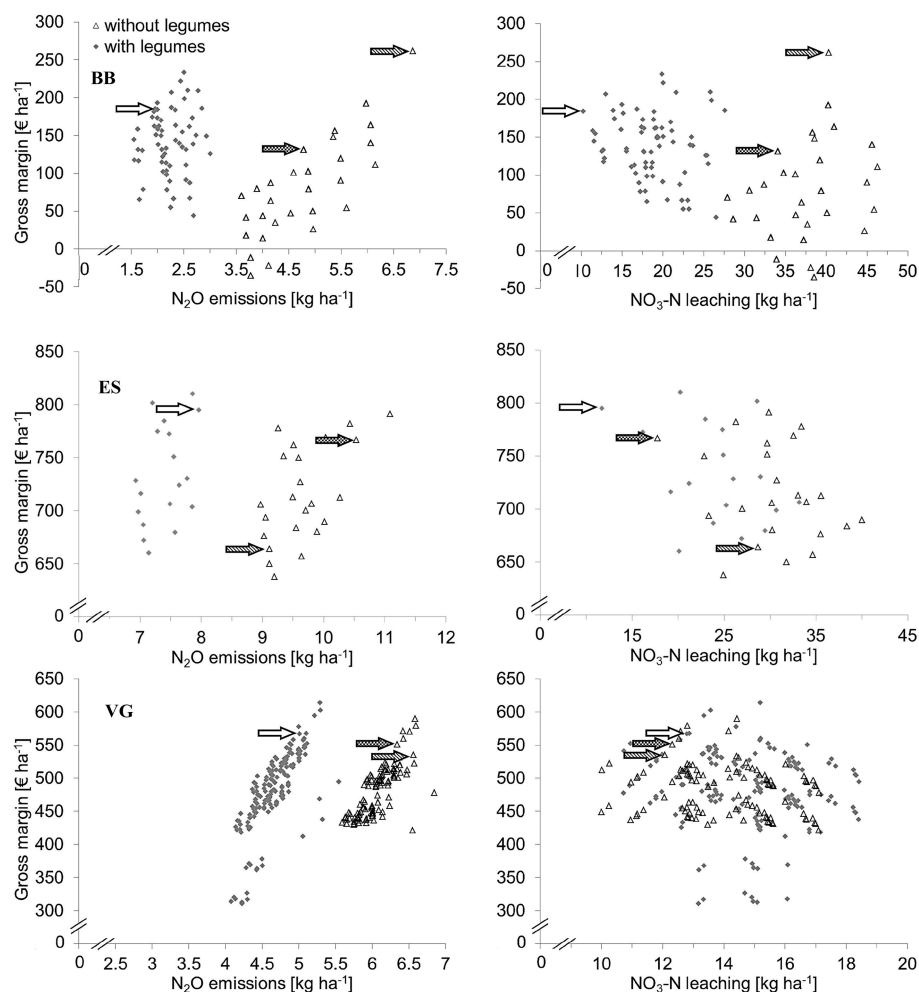 △ without legumes
◆ with legumes
BB
Gross margin [€ ha⁻¹]
300
250
200
150
100
50
0
-50
0 1.5 2.5 3.5 4.5 5.5 6.5 7.5
N₂O emissions [kg ha⁻¹]
300
250
200
150
100
50
0
-50
0 5 10 15 20 25 30 35 40 45 50
NO₃-N leaching [kg ha⁻¹]
ES
Gross margin [€ ha⁻¹]
850
800
750
700
650
0
0 7 8 9 10 11 12
N₂O emissions [kg ha⁻¹]
850
800
750
700
650
0
0 15 25 35 45
NO₃-N leaching [kg ha⁻¹]
VG
Gross margin [€ ha⁻¹]
650
600
550
500
450
400
350
300
0
0 2.5 3 3.5 4 4.5 5 5.5 6 6.5 7
N₂O emissions [kg ha⁻¹]
650
600
550
500
450
400
350
300
0
0 10 12 14 16 18 20
NO₃-N leaching [kg ha⁻¹]